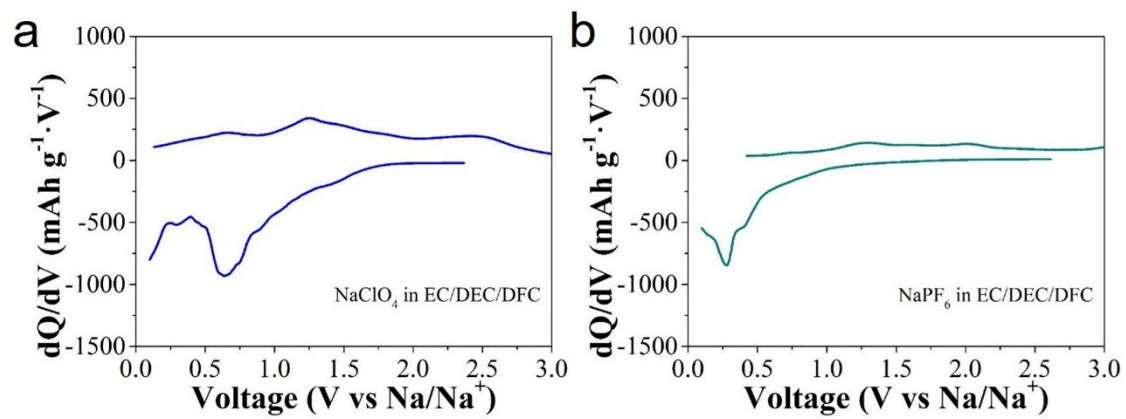 a
dQ/dV (mAh g⁻¹·V⁻¹)
1000
500
0
-500
-1000
-1500
NaClO₄ in EC/DEC/DFC
0.0 0.5 1.0 1.5 2.0 2.5 3.0
Voltage (V vs Na/Na⁺)
b
dQ/dV (mAh g⁻¹·V⁻¹)
1000
500
0
-500
-1000
-1500
NaPF₆ in EC/DEC/DFC
0.0 0.5 1.0 1.5 2.0 2.5 3.0
Voltage (V vs Na/Na⁺)